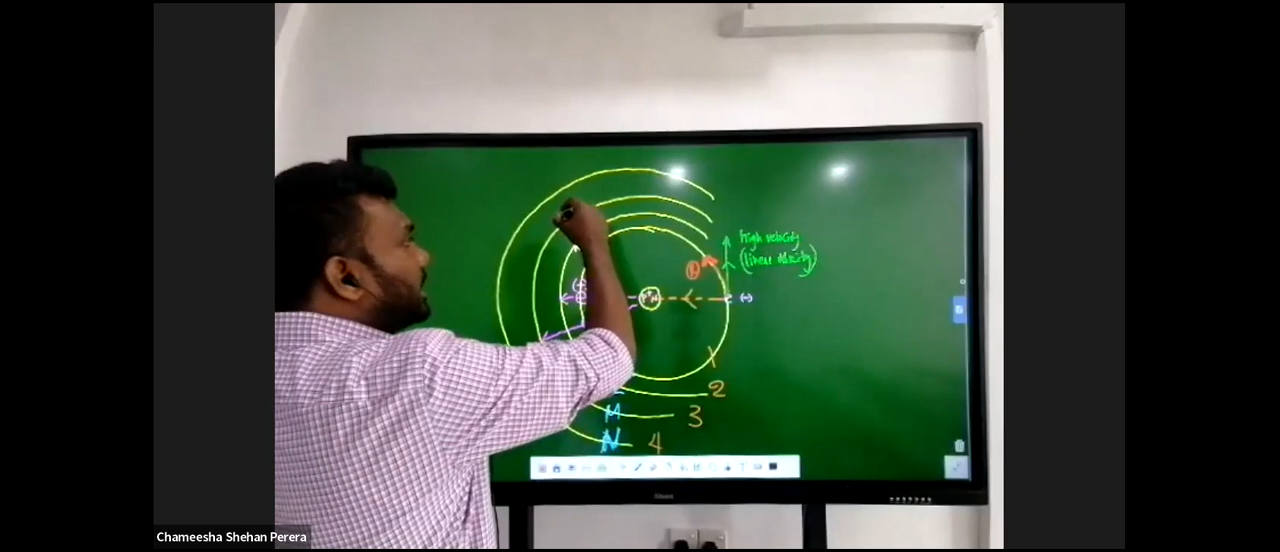 High velocity
(linear velocity)
e (-)
1
2
M 3
N 4
Chameesha Shehan Perera